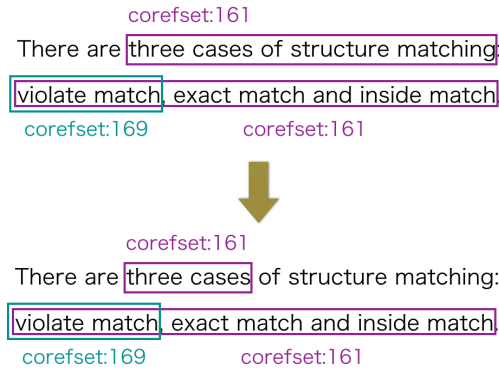 corefset:161
There are three cases of structure matching:
violate match, exact match and inside match.
corefset:169 corefset:161
corefset:161
There are three cases of structure matching:
violate match, exact match and inside match.
corefset:169 corefset:161